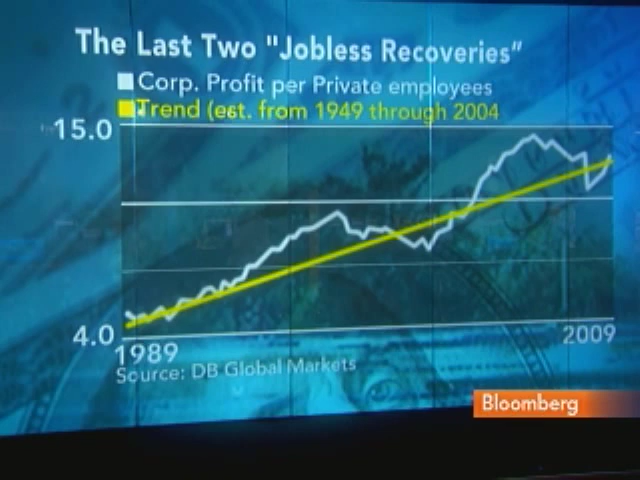 The Last Two "Jobless Recoveries"
Corp. Profit per Private employees
Trend (est. from 1949 through 2004
15.0
4.0
1989
2009
Source: DB Global Markets
Bloomberg